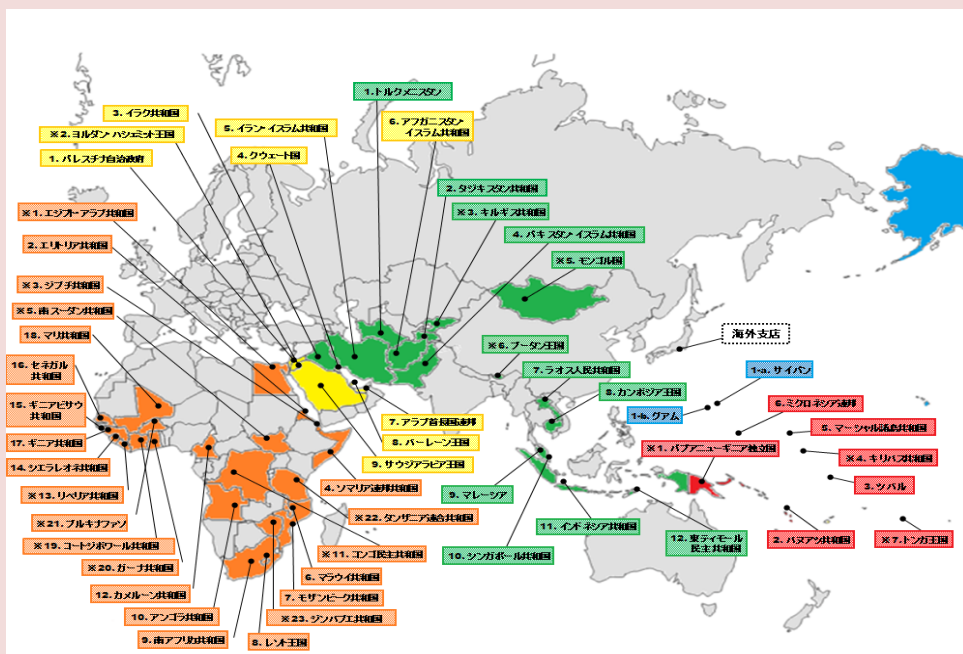 3. イラク共和国
※2. ヨルダン・ハシェミット王国
1. パレスチナ自治政府
5. イラン・イスラム共和国
4. クウェート国
1. トルクメニスタン
6. アフガニスタン・
イスラム共和国
2. タジキスタン共和国
※3. キルギス共和国
4. パキスタン・イスラム共和国
※5. モンゴル国
※1. エジプト・アラブ共和国
2. エリトリア共和国
※3. ジブチ共和国
※5. 南スーダン共和国
18. マリ共和国
16. セネガル
共和国
15. ギニアビサウ
共和国
17. ギニア共和国
14. シエラレオネ共和国
※13. リベリア共和国
※21. ブルキナファソ
※19. コートジボワール共和国
※20. ガーナ共和国
12. カメルーン共和国
10. アンゴラ共和国
9. 南アフリカ共和国
8. レソト王国
※23. ジンバブエ共和国
7. モザンビーク共和国
6. マラウイ共和国
※11. コンゴ民主共和国
※22. タンザニア連合共和国
4. ソマリア連邦共和国
7. アラブ首長国連邦
8. バーレーン王国
9. サウジアラビア王国
海外支店
※6. ブータン王国
7. ラオス人民共和国
8. カンボジア王国
9. マレーシア
10. シンガポール共和国
11. インドネシア共和国
12. 東ティモール
民主共和国
1-a. サイパン
1-b. グアム
6. ミクロネシア連邦
5. マーシャル諸島共和国
※1. パプアニューギニア独立国
※4. キリバス共和国
3. ツバル
2. バヌアツ共和国
※7. トンガ王国